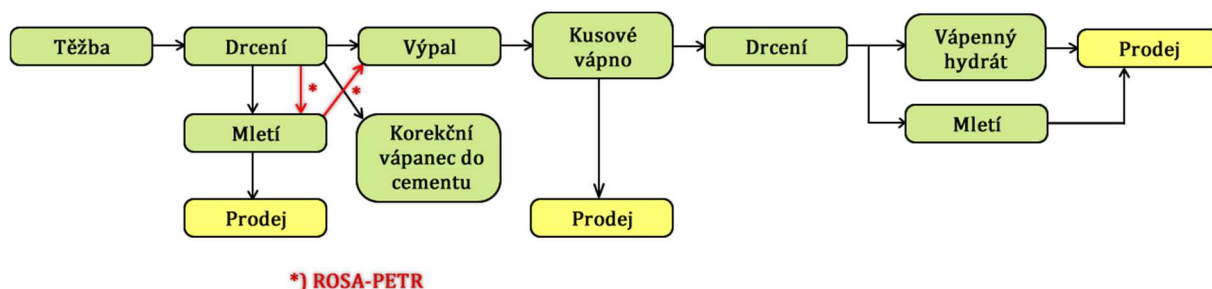 Těžba
Drcení
Výpal
Kusové
vápno
Drcení
Vápenný
hydrát
Prodej
*
*
Mletí
Korekční
vápanec do
cementu
Mletí
Prodej
Prodej
*) ROSA-PETR